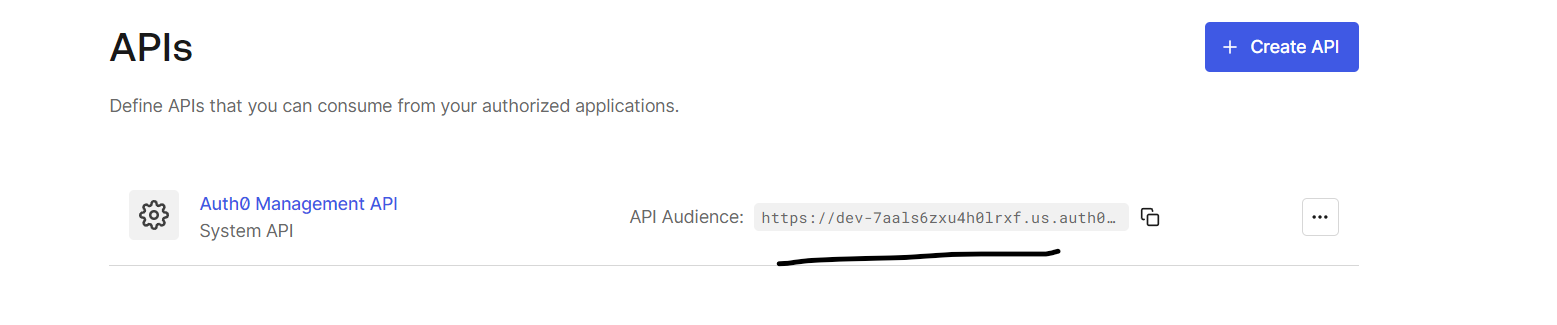 APIs
+ Create API
Define APIs that you can consume from your authorized applications.
Auth0 Management API
System API
API Audience: https://dev-7aals6zxu4h0lrxf.us.auth0…